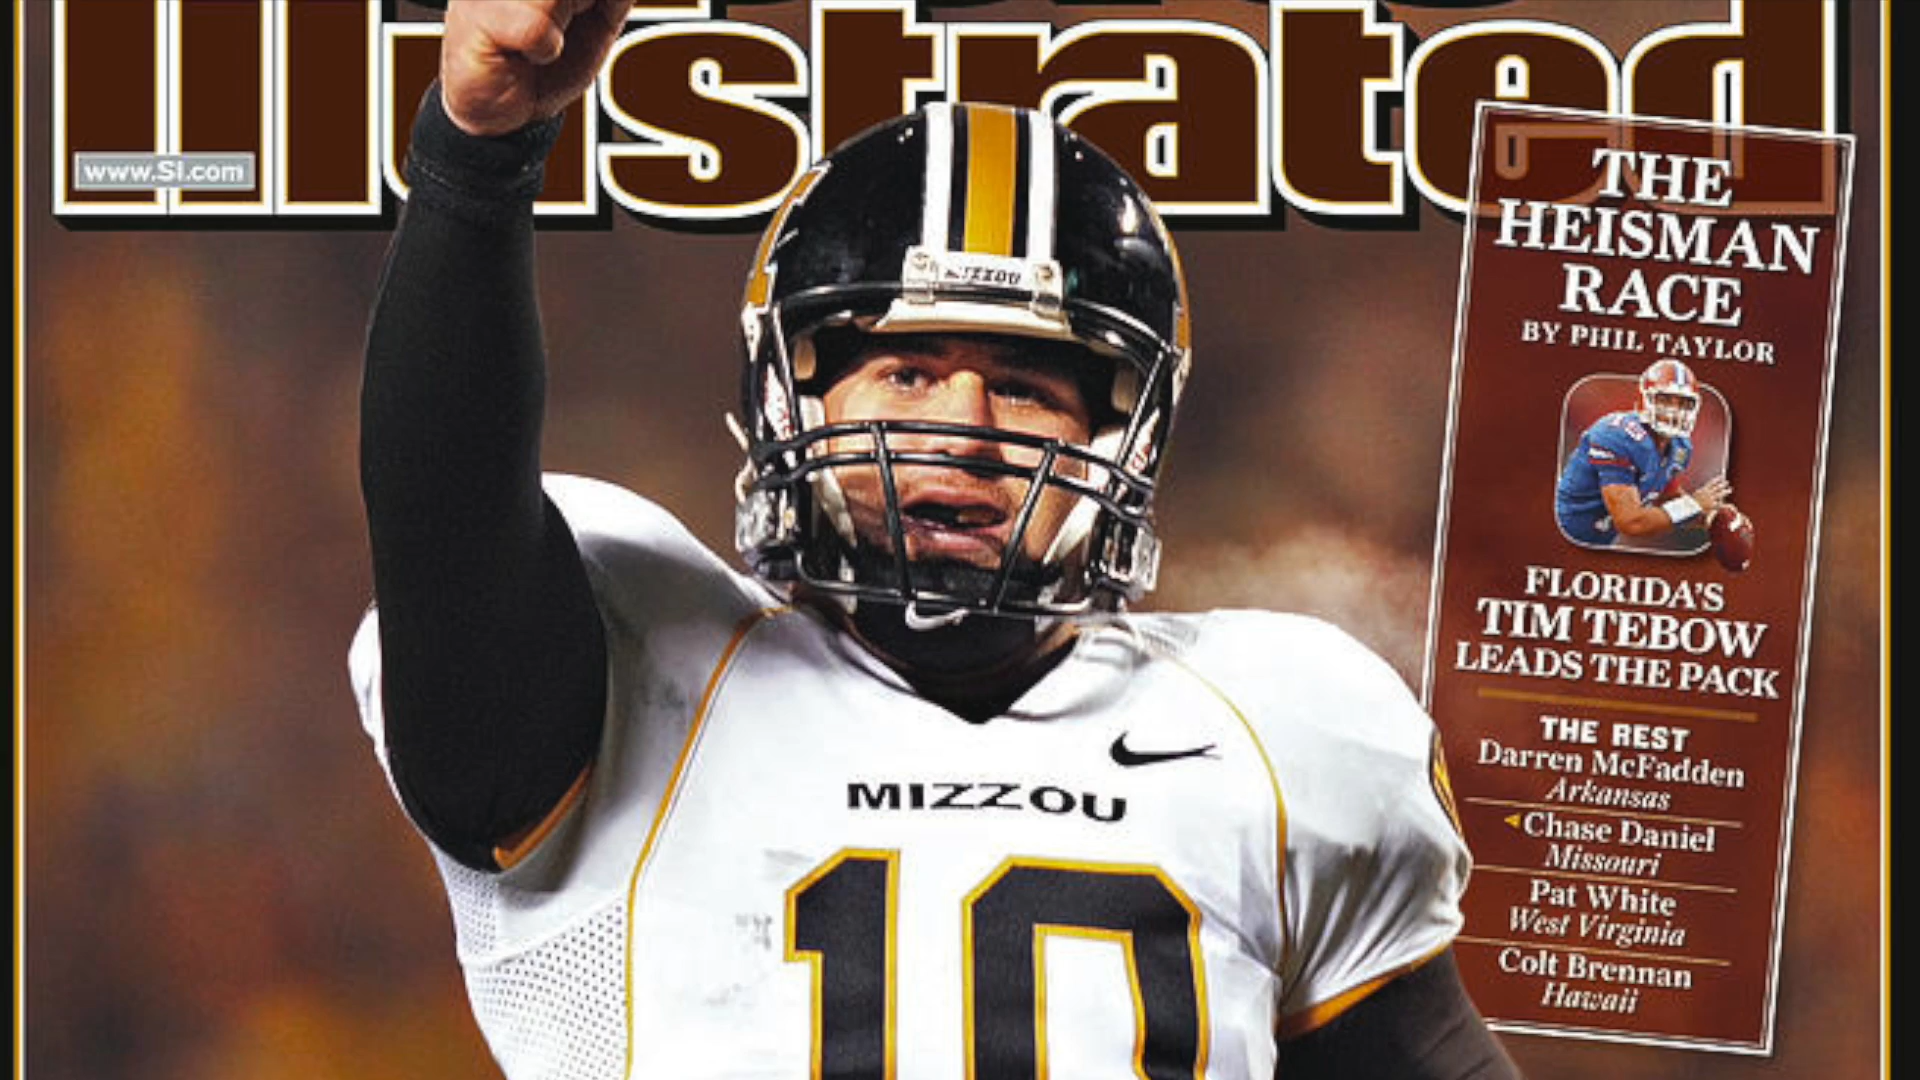 Illustrated
www.SI.com
THE
HEISMAN
RACE
BY PHIL TAYLOR
MIZZOU
FLORIDA'S
TIM TEBOW
LEADS THE PACK
THE REST
Darren McFadden
Arkansas
Chase Daniel
Missouri
Pat White
West Virginia
Colt Brennan
Hawaii
MIZZOU
10